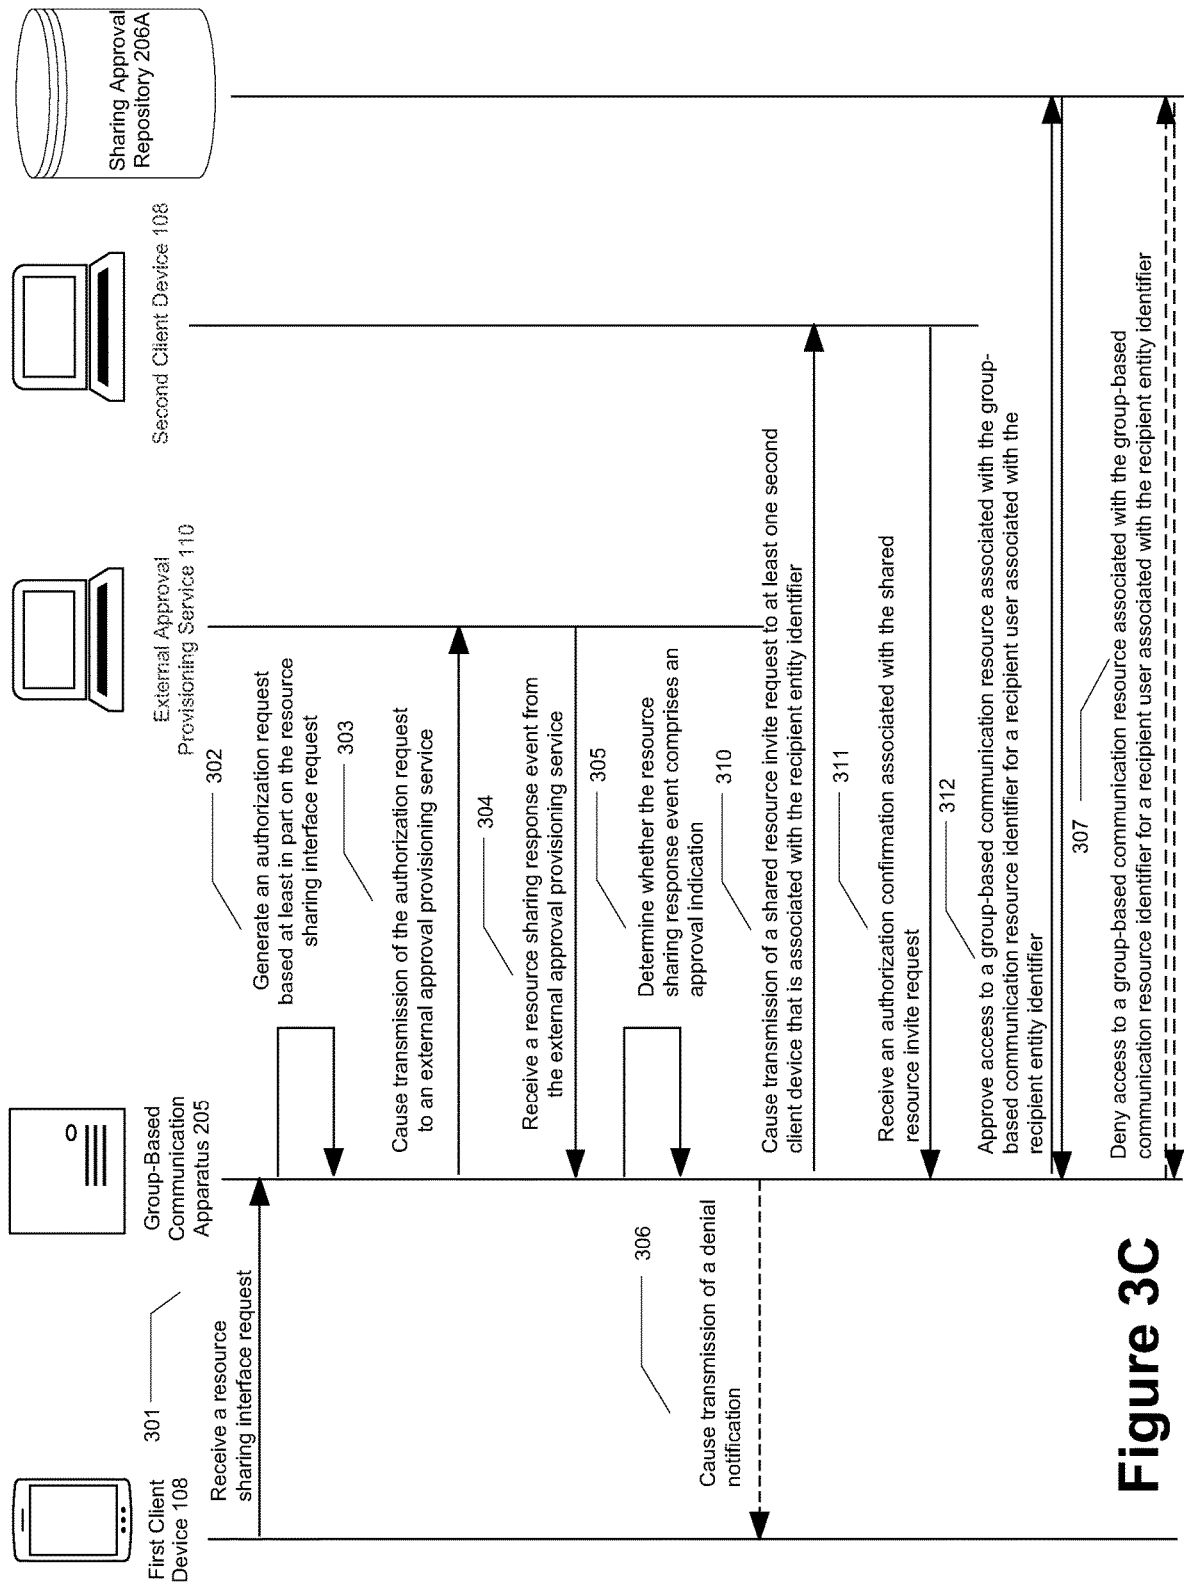 First Client
Device 108
301
Group-Based
Communication
Apparatus 205
External Approval
Provisioning Service 110
Second Client Device 108
Sharing Approval
Repository 206A
Receive a resource
sharing interface request
302
Generate an authorization request
based at least in part on the resource
sharing interface request
303
Cause transmission of the authorization request
to an external approval provisioning service
304
Receive a resource sharing response event from
the external approval provisioning service
305
Determine whether the resource
sharing response event comprises an
approval indication
306
Cause transmission of a denial
notification
310
Cause transmission of a shared resource invite request to at least one second
client device that is associated with the recipient entity identifier
311
Receive an authorization confirmation associated with the shared
resource invite request
312
Approve access to a group-based communication resource associated with the group-
based communication resource identifier for a recipient user associated with the
recipient entity identifier
307
Deny access to a group-based communication resource associated with the group-based
communication resource identifier for a recipient user associated with the recipient entity identifier
Figure 3C